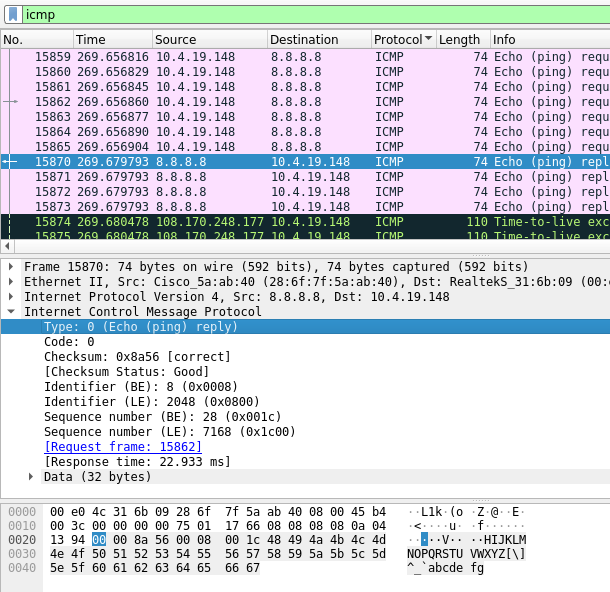 icmp
No. Time Source Destination Protocol Length Info
15859 269.656816 10.4.19.148 8.8.8.8 ICMP 74 Echo (ping) requ
15860 269.656829 10.4.19.148 8.8.8.8 ICMP 74 Echo (ping) requ
15861 269.656845 10.4.19.148 8.8.8.8 ICMP 74 Echo (ping) requ
15862 269.656860 10.4.19.148 8.8.8.8 ICMP 74 Echo (ping) requ
15863 269.656877 10.4.19.148 8.8.8.8 ICMP 74 Echo (ping) requ
15864 269.656890 10.4.19.148 8.8.8.8 ICMP 74 Echo (ping) requ
15865 269.656904 10.4.19.148 8.8.8.8 ICMP 74 Echo (ping) requ
15870 269.679793 8.8.8.8 10.4.19.148 ICMP 74 Echo (ping) repl
15871 269.679793 8.8.8.8 10.4.19.148 ICMP 74 Echo (ping) repl
15872 269.679793 8.8.8.8 10.4.19.148 ICMP 74 Echo (ping) repl
15873 269.679793 8.8.8.8 10.4.19.148 ICMP 74 Echo (ping) repl
15874 269.680478 108.170.248.177 10.4.19.148 ICMP 110 Time-to-live exc
15875 269.680478 108.170.248.177 10.4.19.148 ICMP 110 Time-to-live exc
Frame 15870: 74 bytes on wire (592 bits), 74 bytes captured (592 bits)
Ethernet II, Src: Cisco_5a:ab:40 (28:6f:7f:5a:ab:40), Dst: RealtekS_31:6b:09 (00:
Internet Protocol Version 4, Src: 8.8.8.8, Dst: 10.4.19.148
Internet Control Message Protocol
Type: 0 (Echo (ping) reply)
Code: 0
Checksum: 0x8a56 [correct]
[Checksum Status: Good]
Identifier (BE): 8 (0x0008)
Identifier (LE): 2048 (0x0800)
Sequence number (BE): 28 (0x001c)
Sequence number (LE): 7168 (0x1c00)
[Request frame: 15862]
[Response time: 22.933 ms]
Data (32 bytes)
0000 00 e0 4c 31 6b 09 28 6f 7f 5a ab 40 08 00 45 b4 ··L1k·(o ·Z·@··E·
0010 00 3c 00 00 00 00 75 01 17 66 08 08 08 08 0a 04 ·<····u· ·f······
0020 13 94 00 00 8a 56 00 08 00 1c 48 49 4a 4b 4c 4d ·····V·· ··HIJKLM
0030 4e 4f 50 51 52 53 54 55 56 57 58 59 5a 5b 5c 5d NOPQRSTU VWXYZ[\]
0040 5e 5f 60 61 62 63 64 65 66 67 ^_`abcde fg